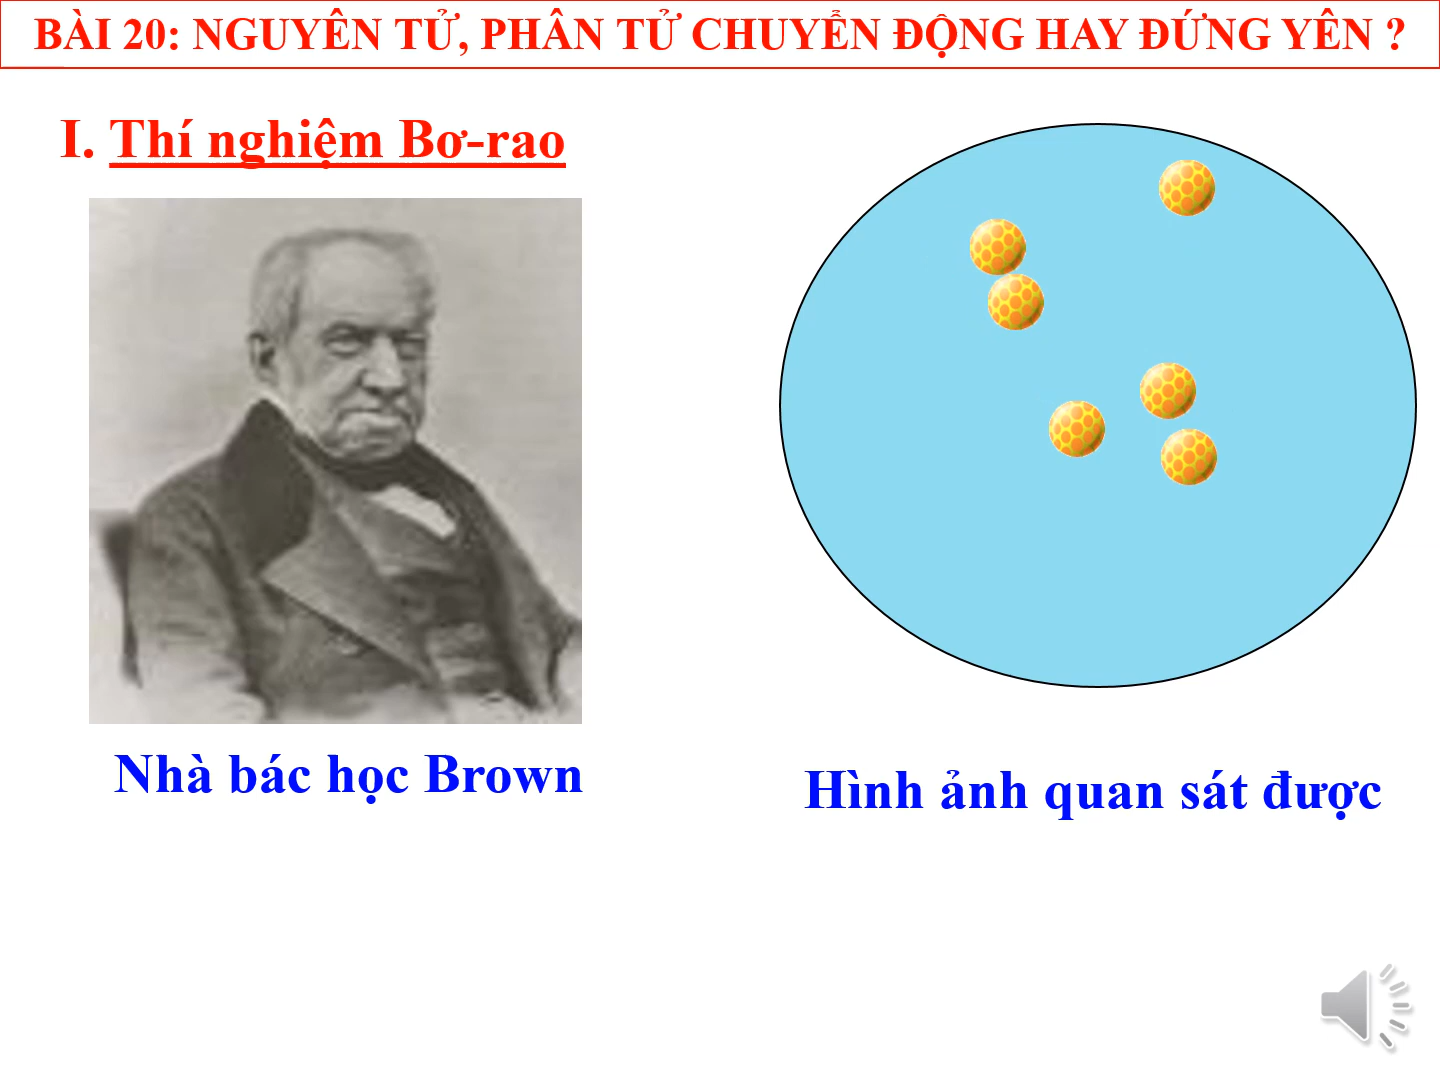 BÀI 20: NGUYÊN TỬ, PHÂN TỬ CHUYỂN ĐỘNG HAY ĐỨNG YÊN ?
I. Thí nghiệm Bơ-rao
Nhà bác học Brown
Hình ảnh quan sát được